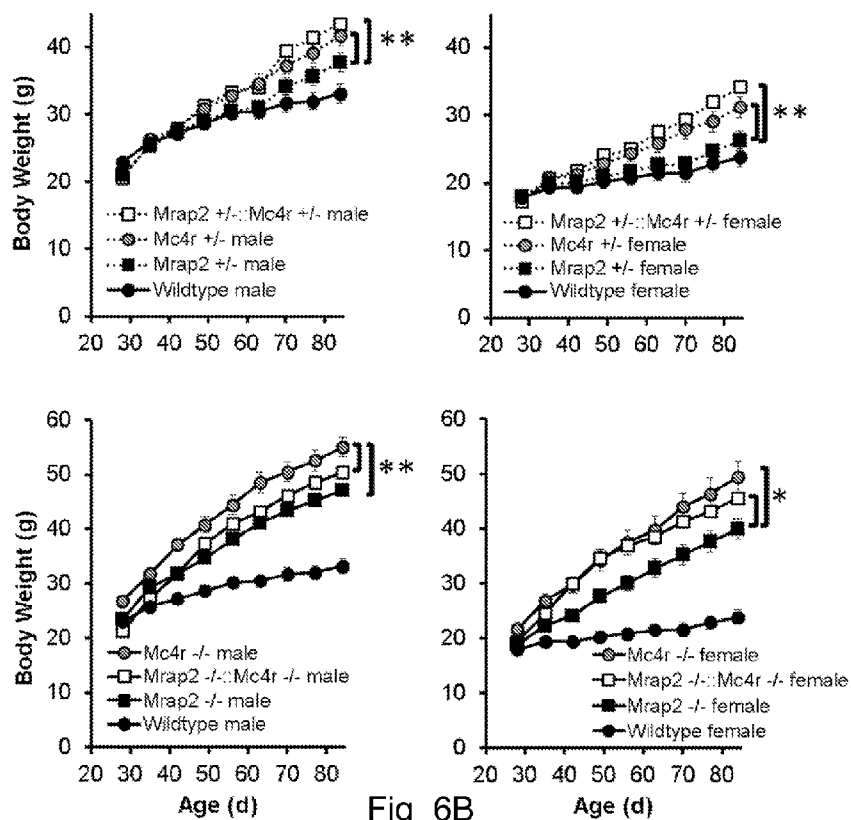 Body Weight (g)
40
30
20
10
0
20 30 40 50 60 70 80
Mrap2 +/-::Mc4r +/- male
Mc4r +/- male
Mrap2 +/- male
Wildtype male
**
40
30
20
10
0
20 30 40 50 60 70 80
Mrap2 +/-::Mc4r +/- female
Mc4r +/- female
Mrap2 +/- female
Wildtype female
**
Body Weight (g)
60
50
40
30
20
10
0
20 30 40 50 60 70 80
Age (d)
Mc4r -/- male
Mrap2 -/-::Mc4r -/- male
Mrap2 -/- male
Wildtype male
**
60
50
40
30
20
10
0
20 30 40 50 60 70 80
Age (d)
Mc4r -/- female
Mrap2 -/-::Mc4r -/- female
Mrap2 -/- female
Wildtype female
*
Fig 6B